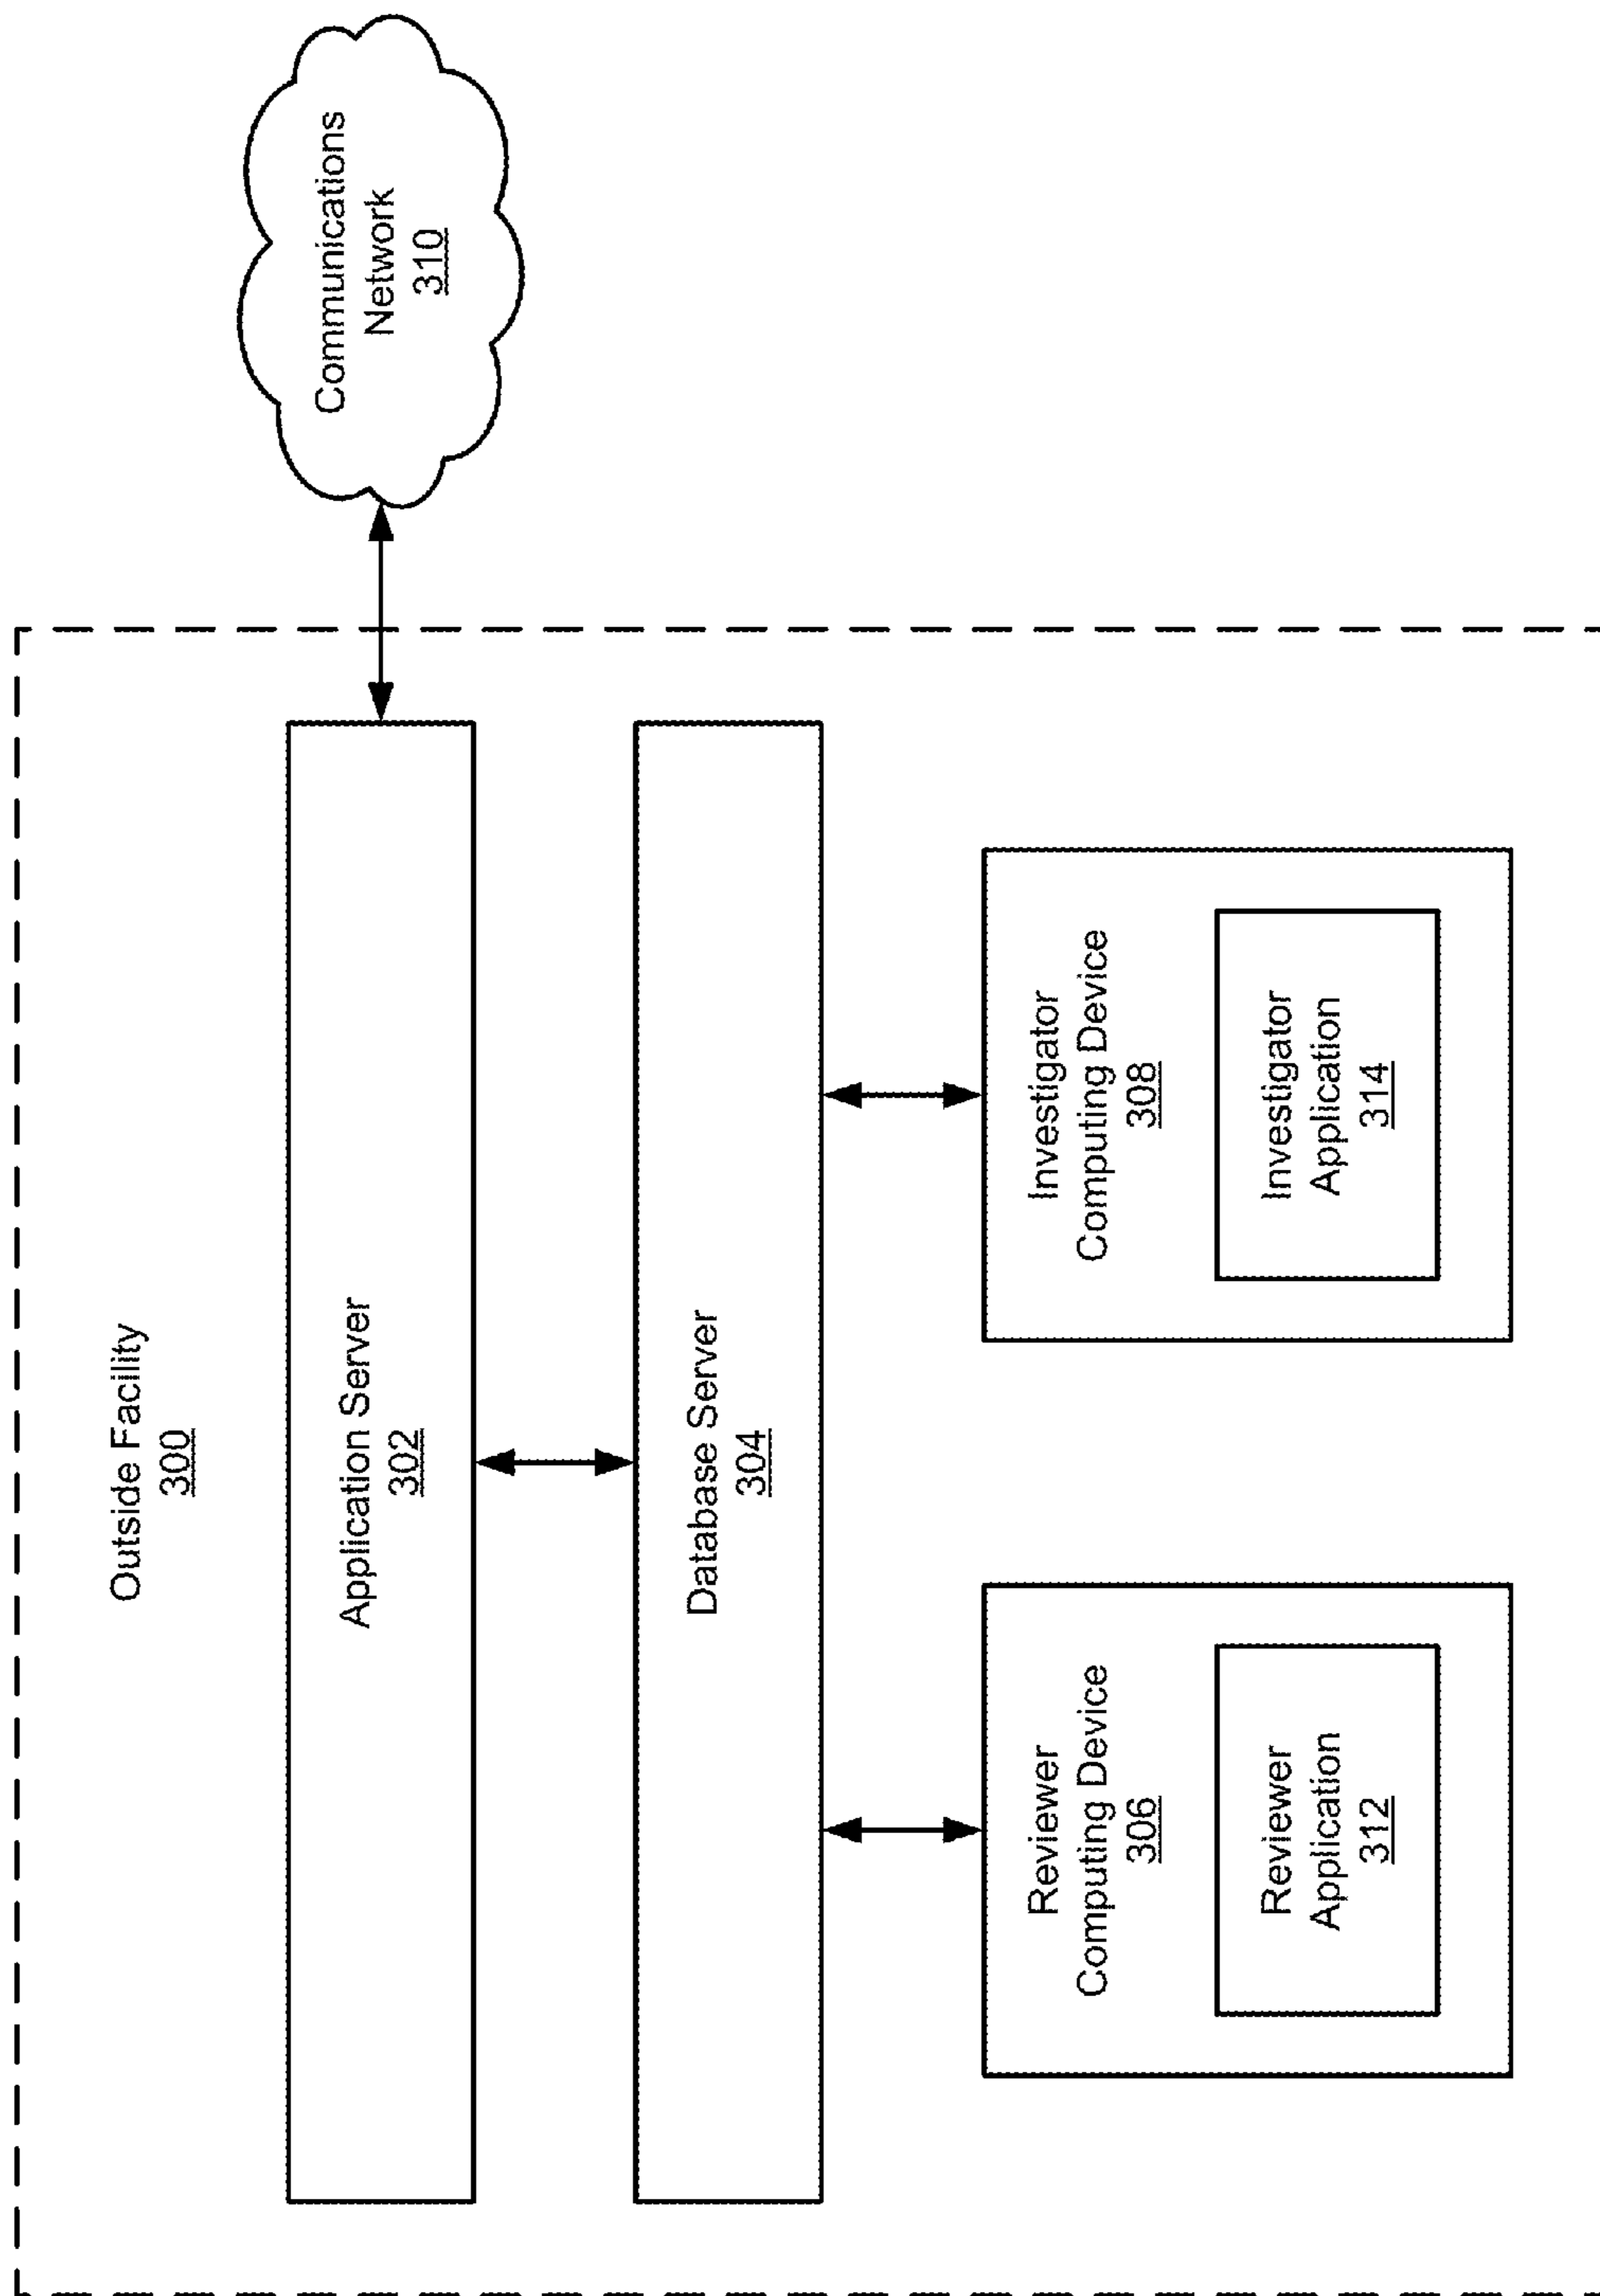 Outside Facility
300
Communications
Network
310
Application Server
302
Database Server
304
Reviewer
Computing Device
306
Reviewer
Application
312
Investigator
Computing Device
308
Investigator
Application
314